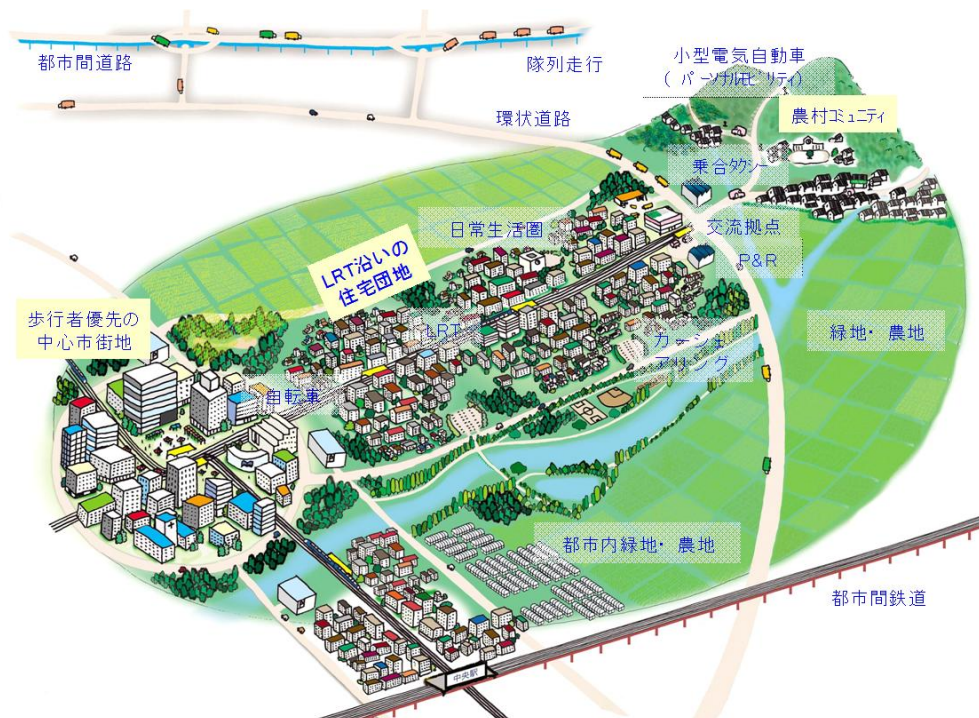 都市間道路
隊列走行
小型電気自動車
(パーソナルモビリティ)
環状道路
農村コミュニティ
乗合タクシー
日常生活圏
交流拠点
P&R
LRT沿いの
住宅団地
歩行者優先の
中心市街地
LRT
カーシェ
アリング
緑地・農地
自転車
都市内緑地・農地
都市間鉄道
中央駅